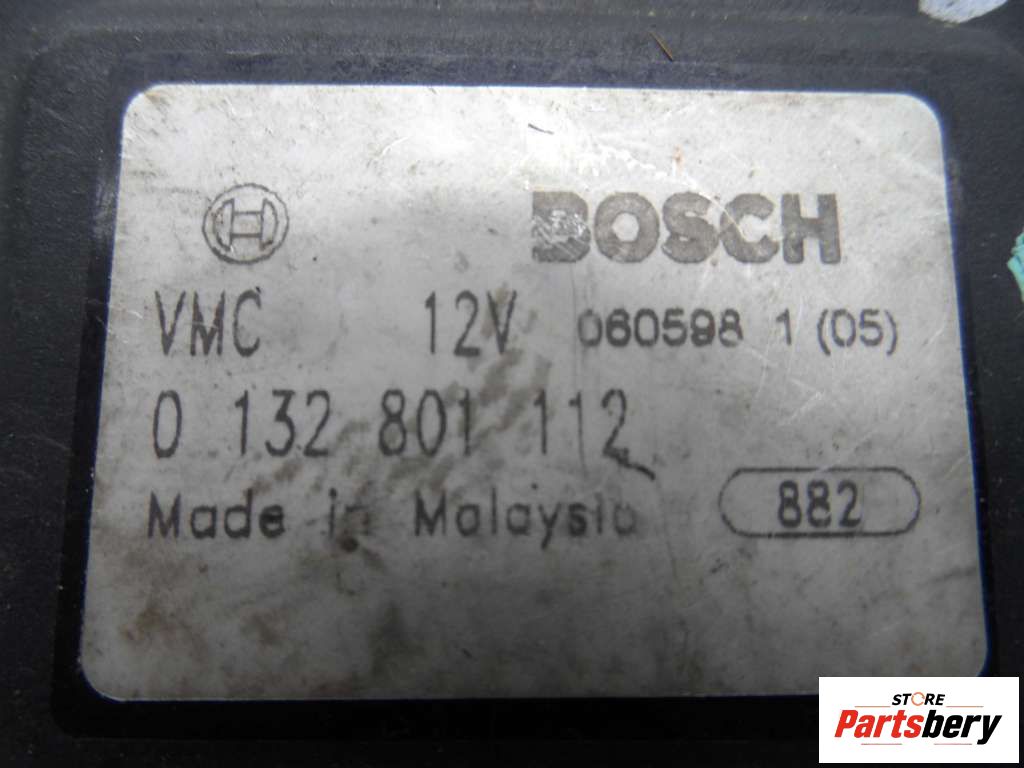 BOSCH
VMC 12V 060598 1 (05)
0 132 801 112
Made in Malaysia
882
STORE
Partsbery